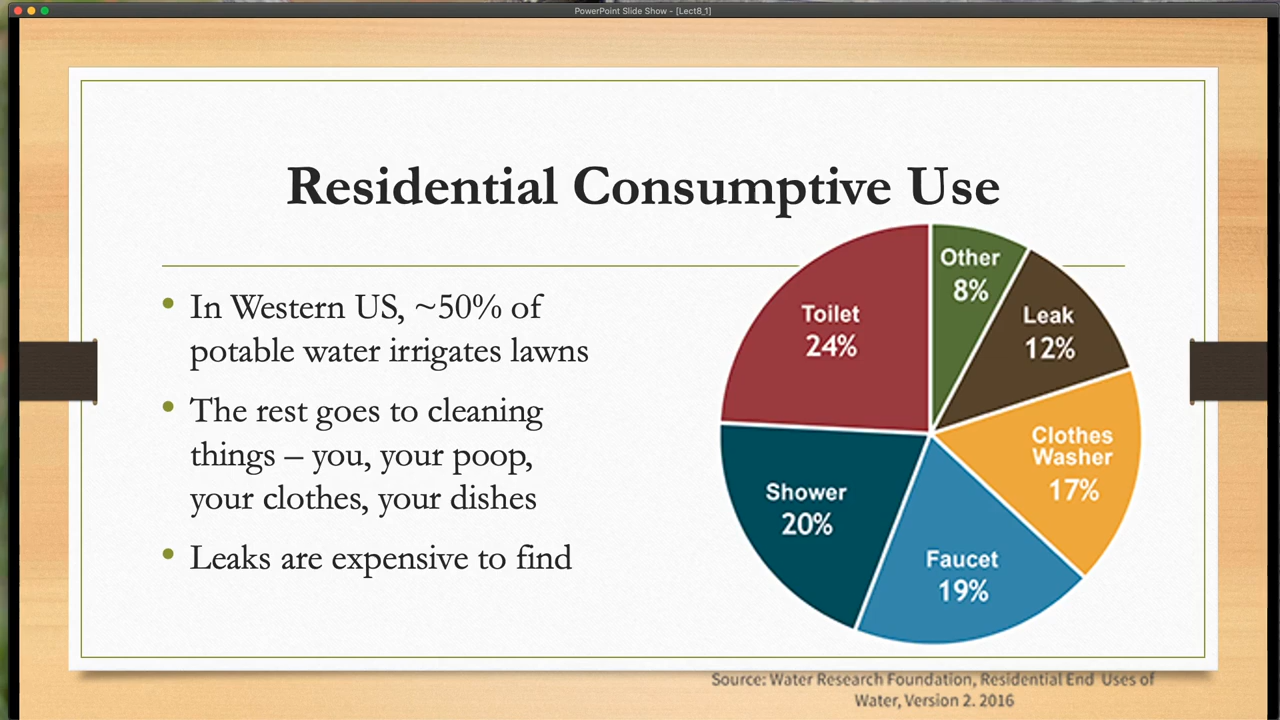 PowerPoint Slide Show - [Lect8_1]
Residential Consumptive Use
• In Western US, ~50% of
potable water irrigates lawns
• The rest goes to cleaning
things – you, your poop,
your clothes, your dishes
• Leaks are expensive to find
Other
8%
Leak
12%
Clothes
Washer
17%
Faucet
19%
Shower
20%
Toilet
24%
Source: Water Research Foundation, Residential End Uses of
Water, Version 2. 2016